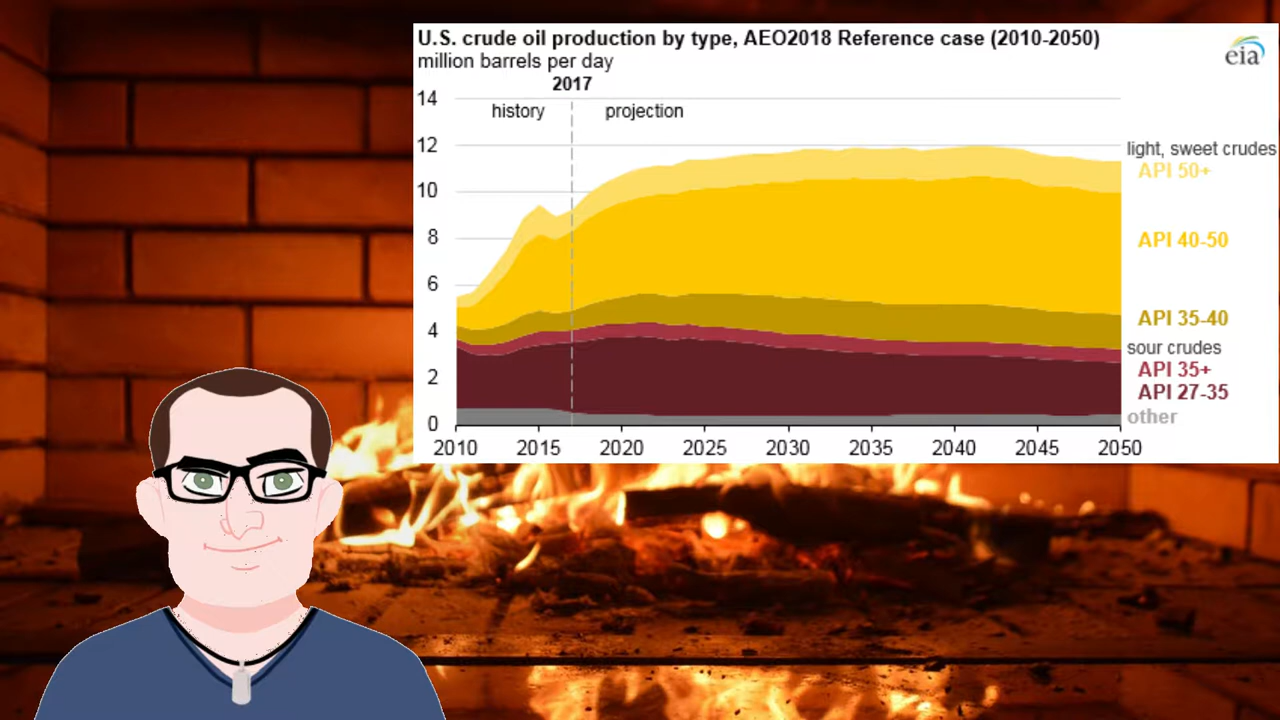 U.S. crude oil production by type, AEO2018 Reference case (2010-2050)
million barrels per day
eia
2017
history projection
14
12
10
8
6
4
2
0
light, sweet crudes
API 50+
API 40-50
API 35-40
sour crudes
API 35+
API 27-35
other
2010 2015 2020 2025 2030 2035 2040 2045 2050